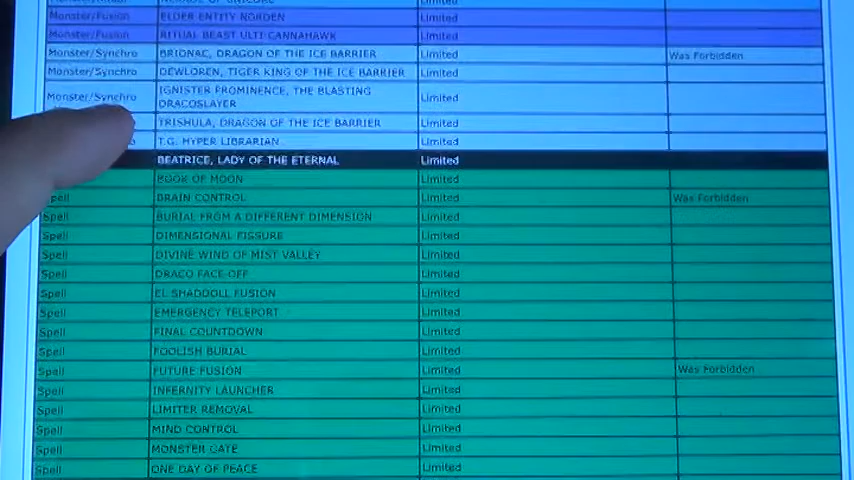 Monster/Fusion ELDER ENTITY NORDEN Limited
Monster/Fusion RITUAL BEAST ULTI-CANNAHAWK Limited
Monster/Synchro BRIONAC, DRAGON OF THE ICE BARRIER Limited Was Forbidden
Monster/Synchro DEWLOREN, TIGER KING OF THE ICE BARRIER Limited
Monster/Synchro IGNISTER PROMINENCE, THE BLASTING Limited
DRACOSLAYER
TRISHULA, DRAGON OF THE ICE BARRIER Limited
T.G. HYPER LIBRARIAN Limited
BEATRICE, LADY OF THE ETERNAL Limited
BOOK OF MOON Limited
Spell BRAIN CONTROL Limited Was Forbidden
Spell BURIAL FROM A DIFFERENT DIMENSION Limited
Spell DIMENSIONAL FISSURE Limited
Spell DIVINE WIND OF MIST VALLEY Limited
Spell DRACO FACE-OFF Limited
Spell EL SHADDOLL FUSION Limited
Spell EMERGENCY TELEPORT Limited
Spell FINAL COUNTDOWN Limited
Spell FOOLISH BURIAL Limited
Spell FUTURE FUSION Limited Was Forbidden
Spell INFERNITY LAUNCHER Limited
Spell LIMITER REMOVAL Limited
Spell MIND CONTROL Limited
Spell MONSTER GATE Limited
Spell ONE DAY OF PEACE Limited